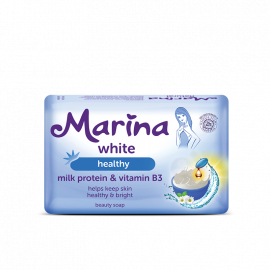 Marina
white
healthy
milk protein & vitamin B3
helps keep skin
healthy & bright
beauty soap